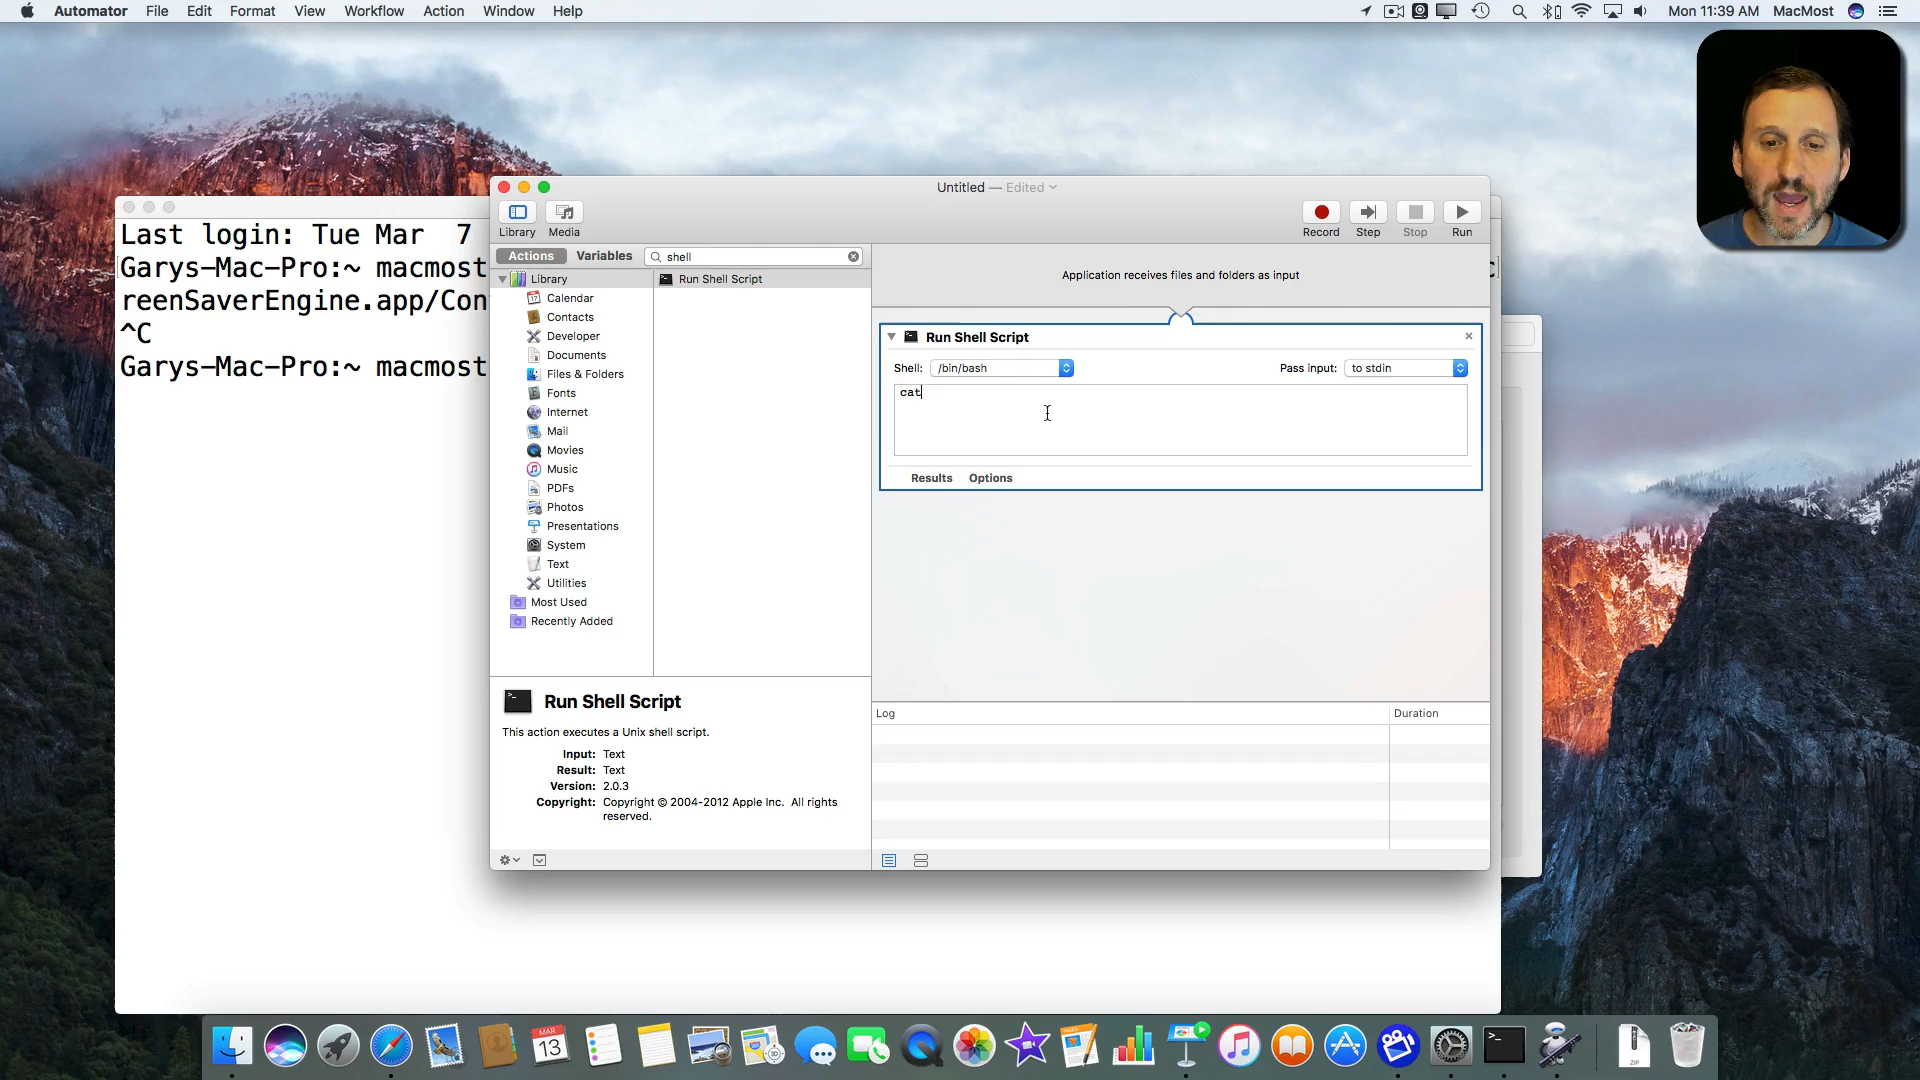 Automator File Edit Format View Workflow Action Window Help
Mon 11:39 AM MacMost
Last login: Tue Mar 7
Garys-Mac-Pro:~ macmost
reenSaverEngine.app/Con
^C
Garys-Mac-Pro:~ macmost
Untitled — Edited
Library Media
Record Step Stop Run
Actions Variables shell
Library
Calendar
Contacts
Developer
Documents
Files & Folders
Fonts
Internet
Mail
Movies
Music
PDFs
Photos
Presentations
System
Text
Utilities
Most Used
Recently Added
Run Shell Script
Application receives files and folders as input
Run Shell Script
Shell: /bin/bash Pass input: to stdin
cat
Results Options
Run Shell Script
This action executes a Unix shell script.
Input: Text
Result: Text
Version: 2.0.3
Copyright: Copyright © 2004-2012 Apple Inc. All rights
reserved.
Log Duration
MAR
13
PAGES
ZIP